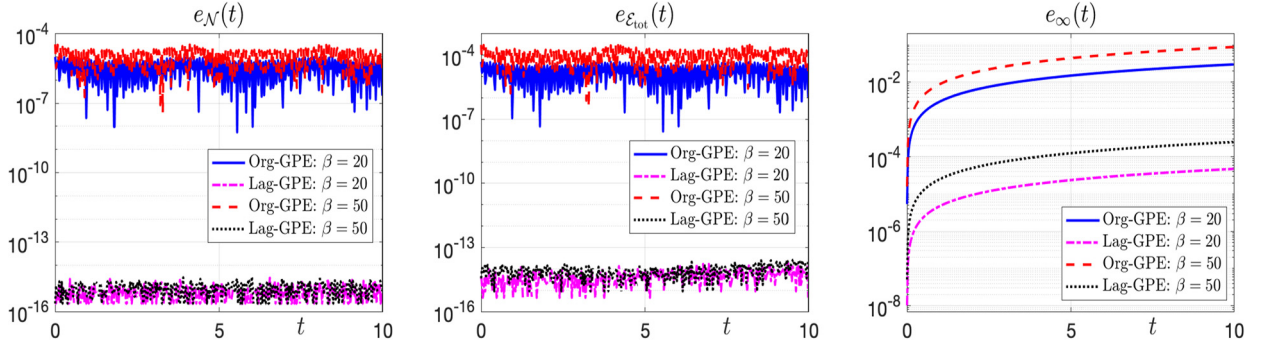 e_𝒩(t)
10⁻⁴
10⁻⁷
10⁻¹⁰
10⁻¹³
10⁻¹⁶
Org-GPE: β = 20
Lag-GPE: β = 20
Org-GPE: β = 50
Lag-GPE: β = 50
0
5
t
10
e_ℰtot(t)
10⁻⁴
10⁻⁷
10⁻¹⁰
10⁻¹³
10⁻¹⁶
Org-GPE: β = 20
Lag-GPE: β = 20
Org-GPE: β = 50
Lag-GPE: β = 50
0
5
t
10
e_∞(t)
10⁻²
10⁻⁴
10⁻⁶
10⁻⁸
Org-GPE: β = 20
Lag-GPE: β = 20
Org-GPE: β = 50
Lag-GPE: β = 50
0
5
t
10